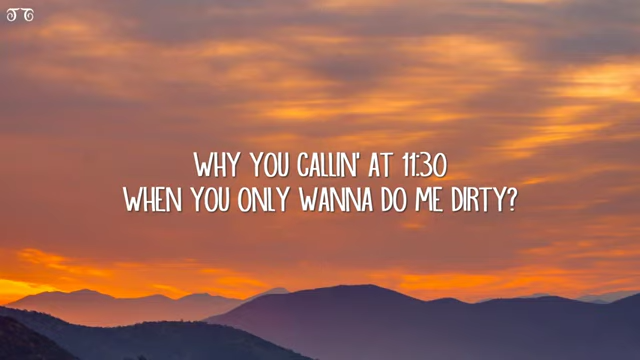 WHY YOU CALLIN' AT 11:30
WHEN YOU ONLY WANNA DO ME DIRTY?